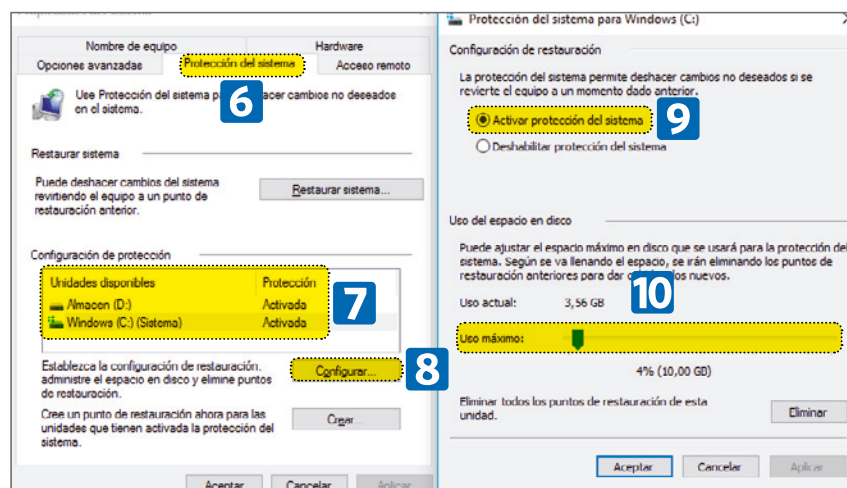 Protección del sistema para Windows (C:)
Nombre de equipo
Hardware
Opciones avanzadas
Protección del sistema
Acceso remoto
6
Use Protección del sistema para deshacer cambios no deseados
en el sistema.
Restaurar sistema
Puede deshacer cambios del sistema
revirtiendo el equipo a un punto de
restauración anterior.
Restaurar sistema...
Configuración de protección
Unidades disponibles
Protección
Almacen (D:)
Activada
Windows (C:) (Sistema)
Activada
7
Establezca la configuración de restauración,
administre el espacio en disco y elimine puntos
de restauración.
Configurar...
8
Cree un punto de restauración ahora para las
unidades que tienen activada la protección del
sistema.
Crear...
Aceptar
Cancelar
Aplicar
Configuración de restauración
La protección del sistema permite deshacer cambios no deseados si se
revierte el equipo a un momento dado anterior.
Activar protección del sistema
9
Deshabilitar protección del sistema
Uso del espacio en disco
Puede ajustar el espacio máximo en disco que se usará para la protección del
sistema. Según se va llenando el espacio, se irán eliminando los puntos de
restauración anteriores para dar los nuevos.
10
Uso actual:
3,56 GB
Uso máximo:
4% (10,00 GB)
Eliminar todos los puntos de restauración de esta
unidad.
Eliminar
Aceptar
Cancelar
Aplicar